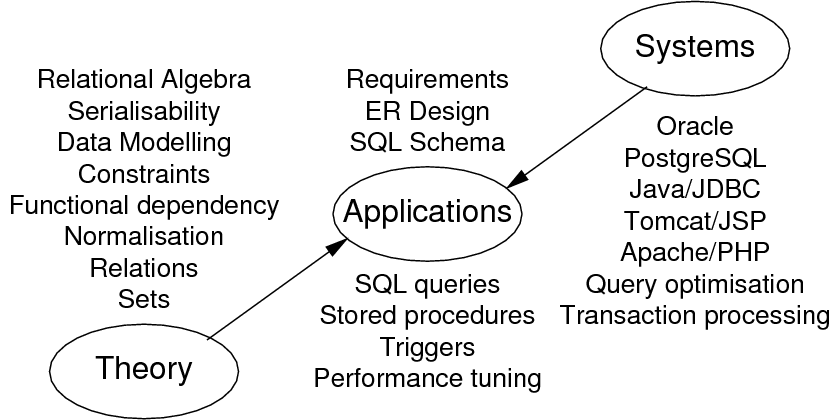 Systems
Relational Algebra
Serialisability
Data Modelling
Constraints
Functional dependency
Normalisation
Relations
Sets
Theory
Requirements
ER Design
SQL Schema
Applications
SQL queries
Stored procedures
Triggers
Performance tuning
Oracle
PostgreSQL
Java/JDBC
Tomcat/JSP
Apache/PHP
Query optimisation
Transaction processing